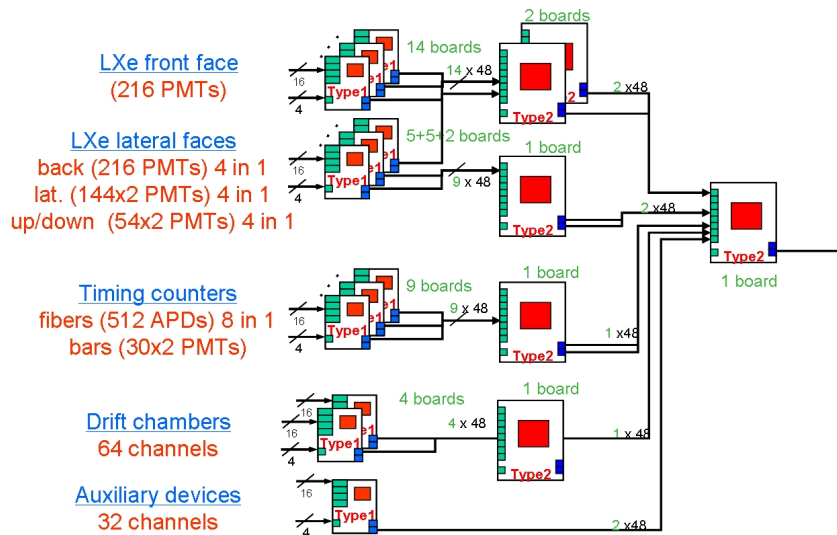 LXe front face
(216 PMTs)
16
4
Type1
14 boards
14 x 48
2 boards
2
Type2
2 x48
LXe lateral faces
back (216 PMTs) 4 in 1
lat. (144x2 PMTs) 4 in 1
up/down (54x2 PMTs) 4 in 1
16
4
Type1
5+5+2 boards
9 x 48
1 board
Type2
2 x48
Type2
1 board
Timing counters
fibers (512 APDs) 8 in 1
bars (30x2 PMTs)
16
4
Type1
9 boards
9 x 48
1 board
Type2
1 x48
Drift chambers
64 channels
16
16
4
Type1
4 boards
4 x 48
1 board
Type2
1 x 48
Auxiliary devices
32 channels
16
4
Type1
2 x48